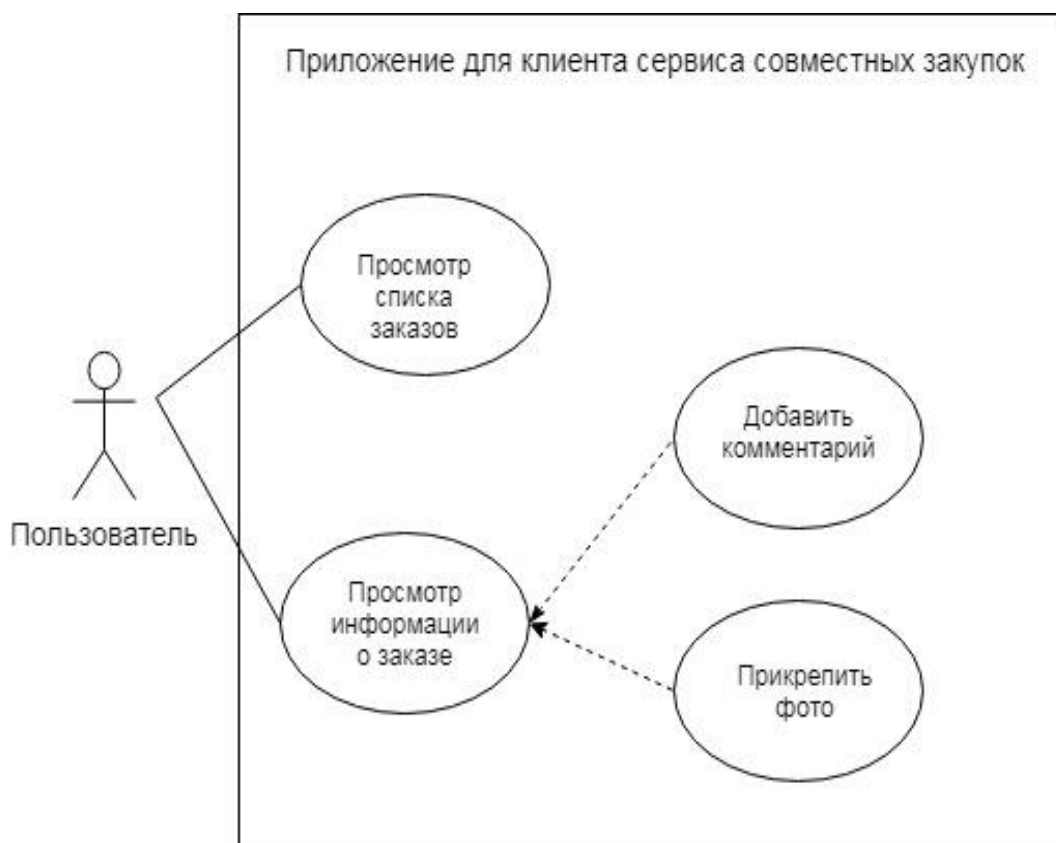 Приложение для клиента сервиса совместных закупок
Просмотр
списка
заказов
Добавить
комментарий
Пользователь
Просмотр
информации
о заказе
Прикрепить
фото